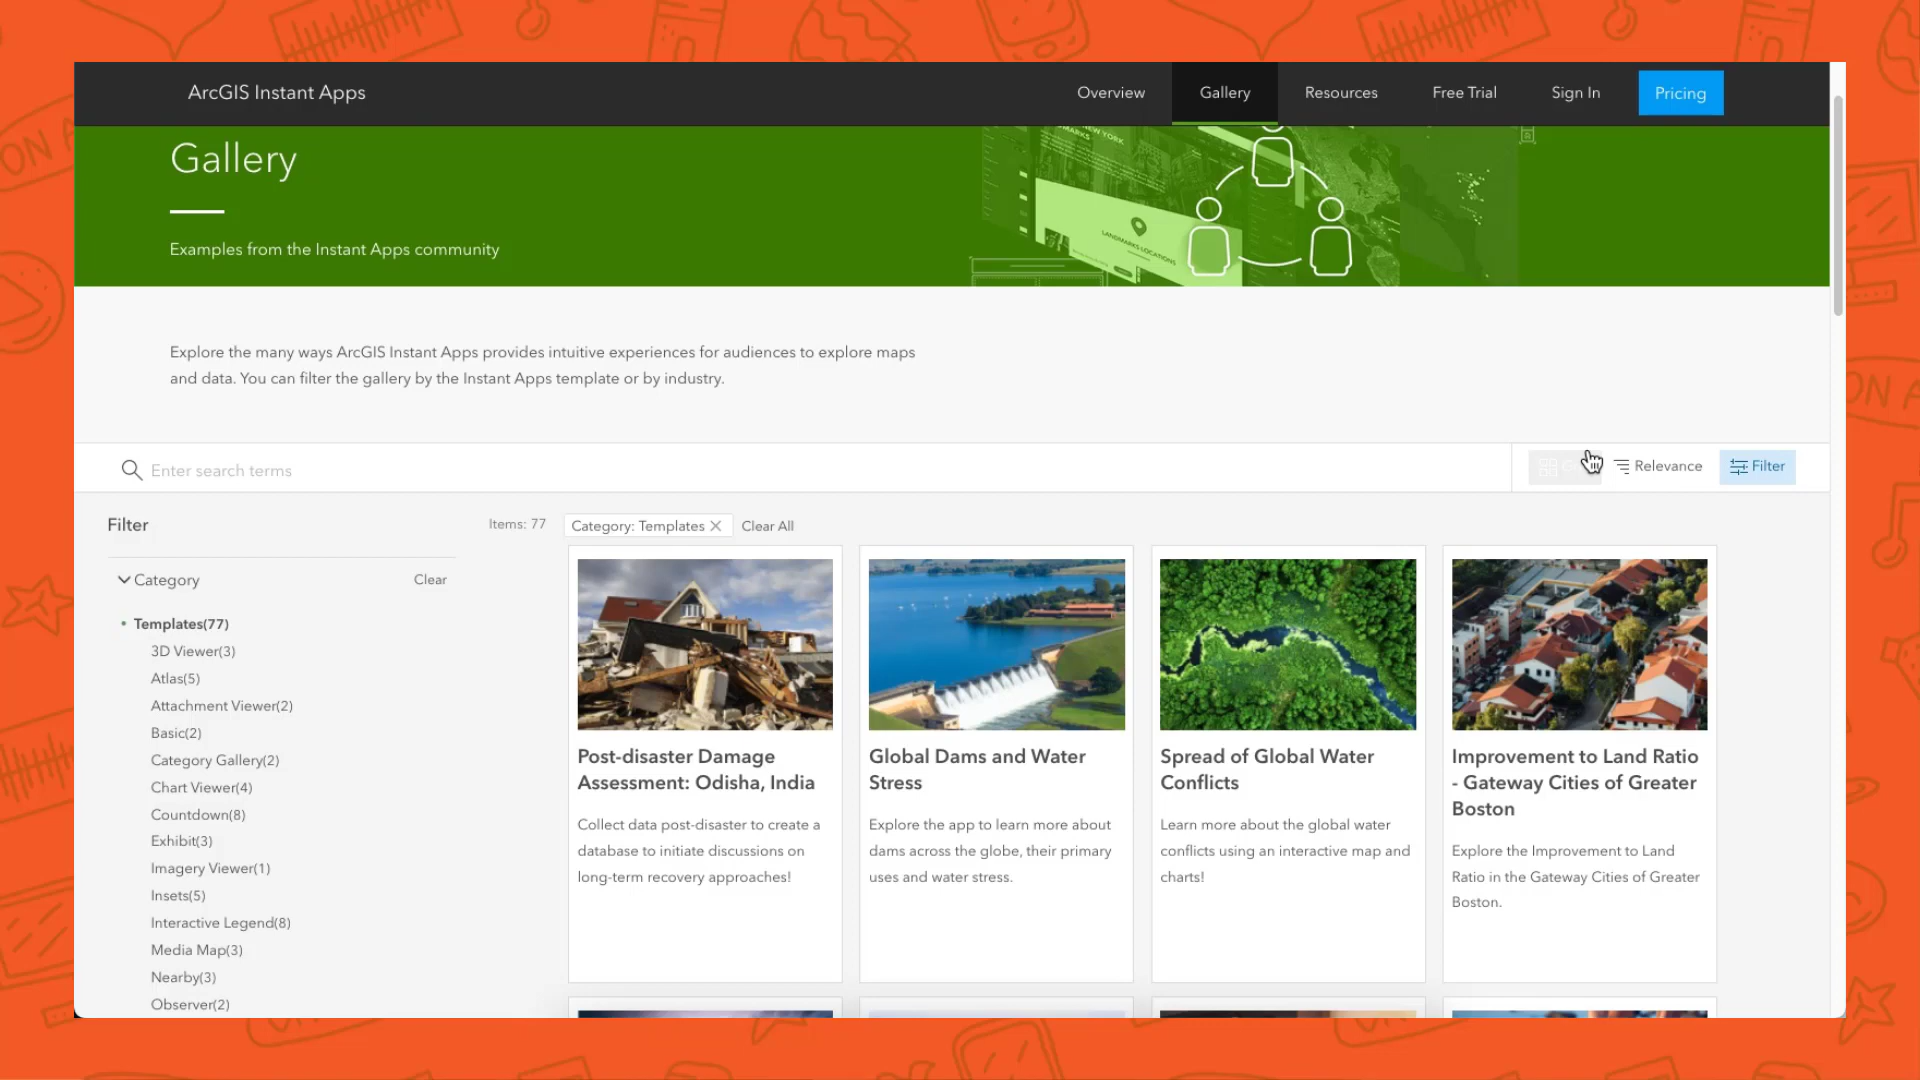 ArcGIS Instant Apps
Overview
Gallery
Resources
Free Trial
Sign In
Pricing
Gallery
Examples from the Instant Apps community
NEW YORK
LANDMARKS LOCATIONS
Explore the many ways ArcGIS Instant Apps provides intuitive experiences for audiences to explore maps
and data. You can filter the gallery by the Instant Apps template or by industry.
Enter search terms
Relevance
Filter
Filter
Items: 77
Category: Templates
Clear All
Category
Clear
Templates(77)
3D Viewer(3)
Atlas(5)
Attachment Viewer(2)
Basic(2)
Category Gallery(2)
Chart Viewer(4)
Countdown(8)
Exhibit(3)
Imagery Viewer(1)
Insets(5)
Interactive Legend(8)
Media Map(3)
Nearby(3)
Observer(2)
Post-disaster Damage
Assessment: Odisha, India
Collect data post-disaster to create a
database to initiate discussions on
long-term recovery approaches!
Global Dams and Water
Stress
Explore the app to learn more about
dams across the globe, their primary
uses and water stress.
Spread of Global Water
Conflicts
Learn more about the global water
conflicts using an interactive map and
charts!
Improvement to Land Ratio
- Gateway Cities of Greater
Boston
Explore the Improvement to Land
Ratio in the Gateway Cities of Greater
Boston.